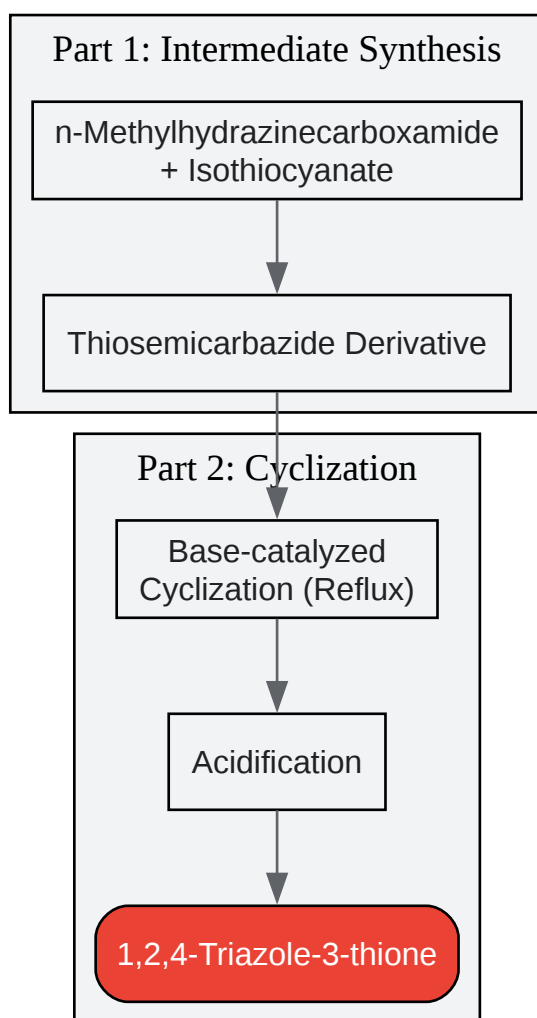 Part 1: Intermediate Synthesis
n-Methylhydrazinecarboxamide
+ Isothiocyanate
Thiosemicarbazide Derivative
Part 2: Cyclization
Base-catalyzed
Cyclization (Reflux)
Acidification
1,2,4-Triazole-3-thione